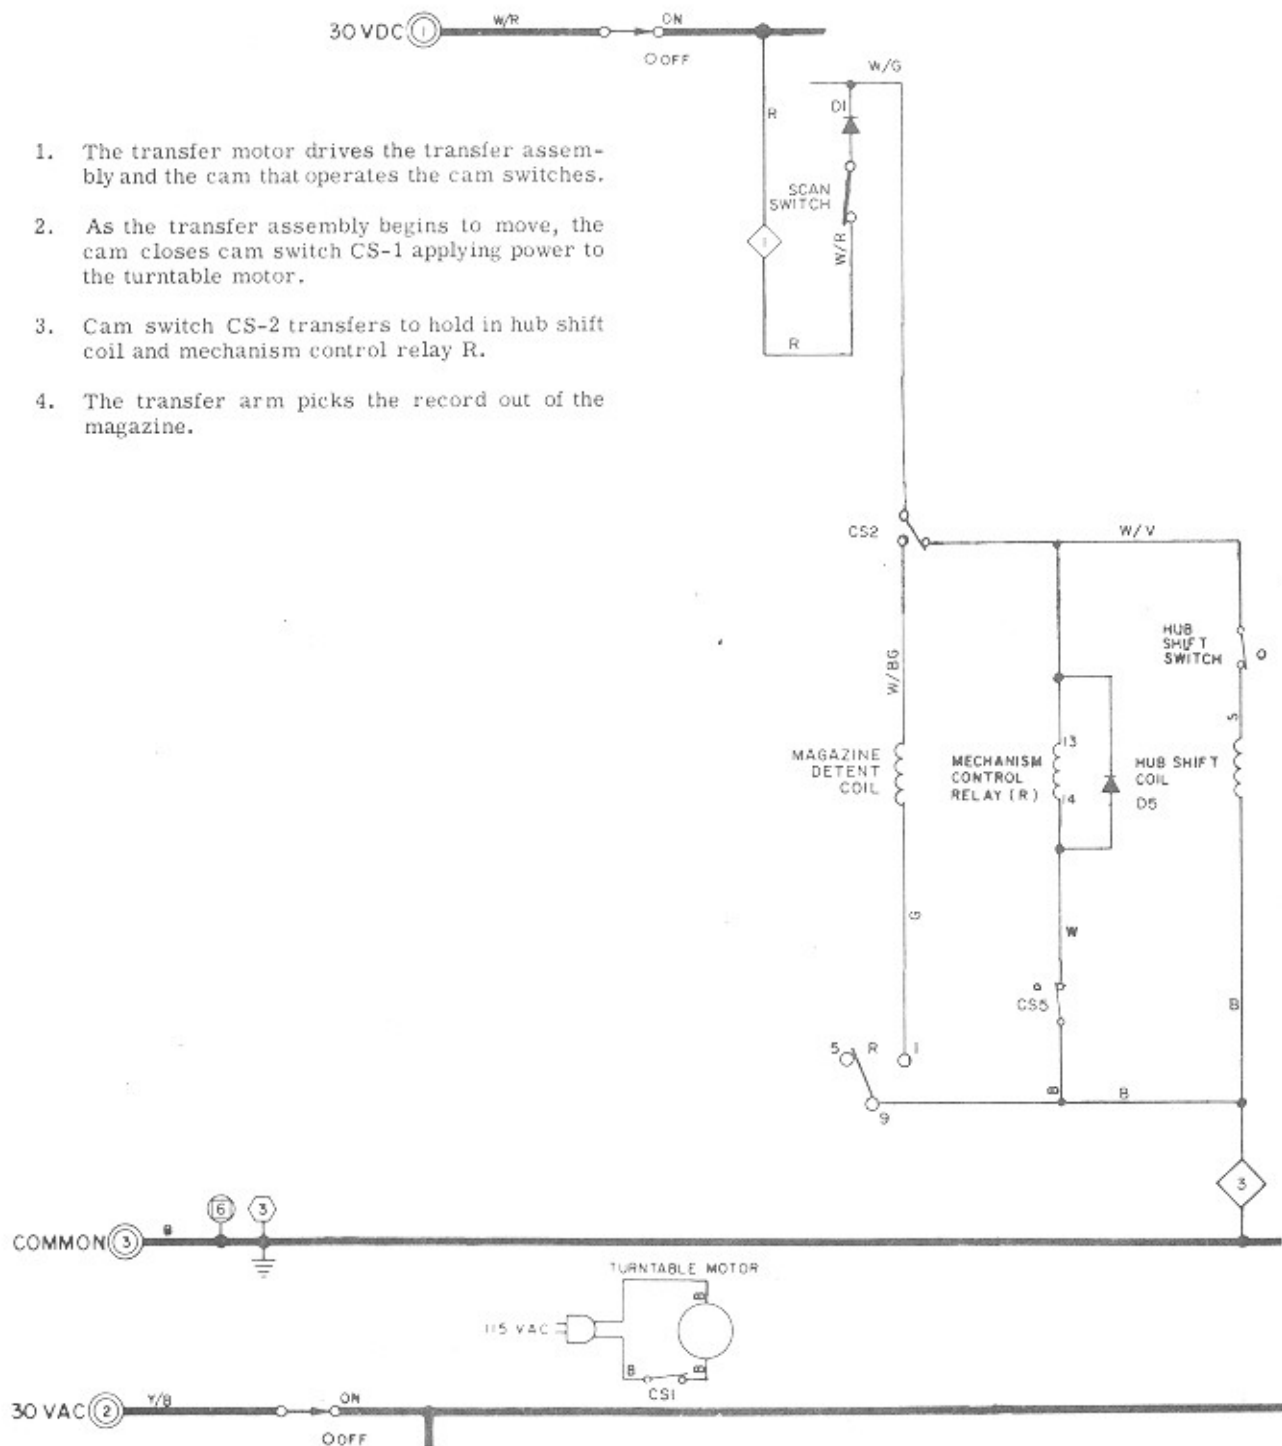 30 VDC 1 W/R ON
O OFF
W/G
R
D1
1. The transfer motor drives the transfer assem-
bly and the cam that operates the cam switches.
SCAN
SWITCH
2. As the transfer assembly begins to move, the
cam closes cam switch CS-1 applying power to
the turntable motor.
1
W/R
3. Cam switch CS-2 transfers to hold in hub shift
coil and mechanism control relay R.
R
4. The transfer arm picks the record out of the
magazine.
CS2
W/V
HUB
SHIFT
SWITCH
W/BG
S
MAGAZINE
DETENT
COIL
MECHANISM
CONTROL
RELAY (R)
13
14
HUB SHIFT
COIL
D5
G
W
CS5
B
5 R 1
9
B
B
3
6 3
COMMON 3 B
TURNTABLE MOTOR
B
115 VAC
B
B
CS1
30 VAC 2 Y/B ON
O OFF